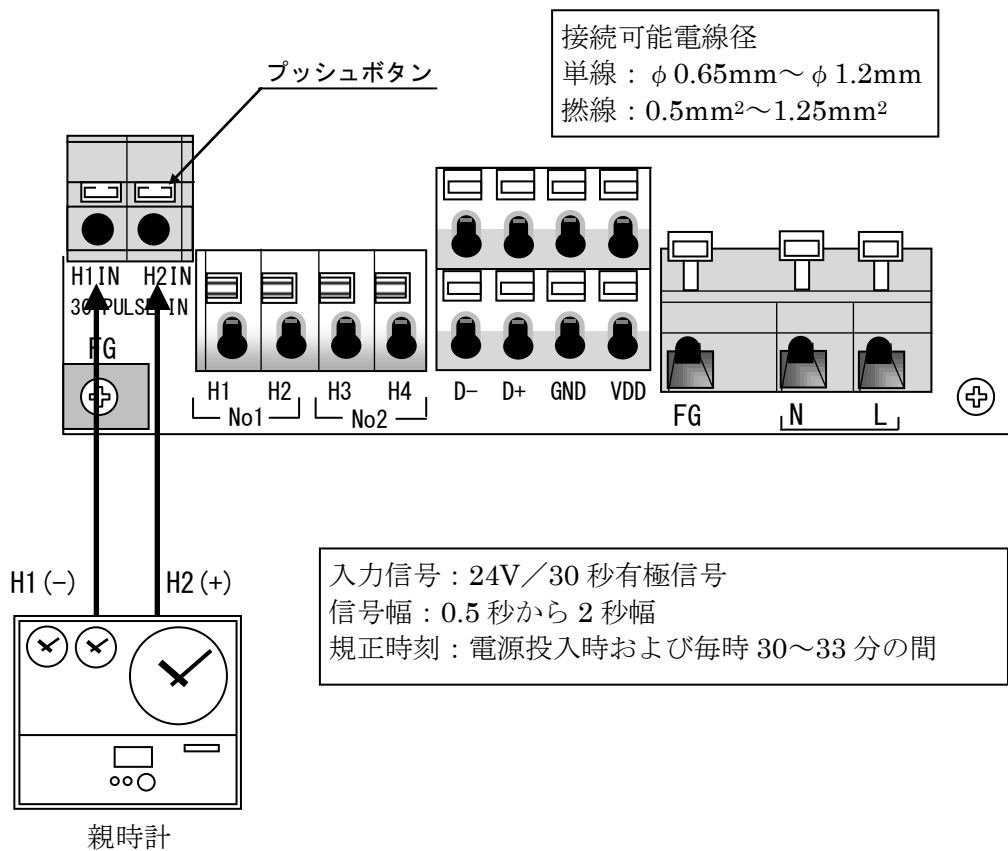 接続可能電線径
単線:φ0.65mm～φ1.2mm
撚線:0.5mm²～1.25mm²
プッシュボタン
H1IN H2IN
30 PULSE IN
FG
H1 H2 H3 H4
No1 No2
D- D+ GND VDD
FG N L
H1(-) H2(+)
入力信号:24V/30秒有極信号
信号幅:0.5秒から2秒幅
規正時刻:電源投入時および毎時30～33分の間
親時計